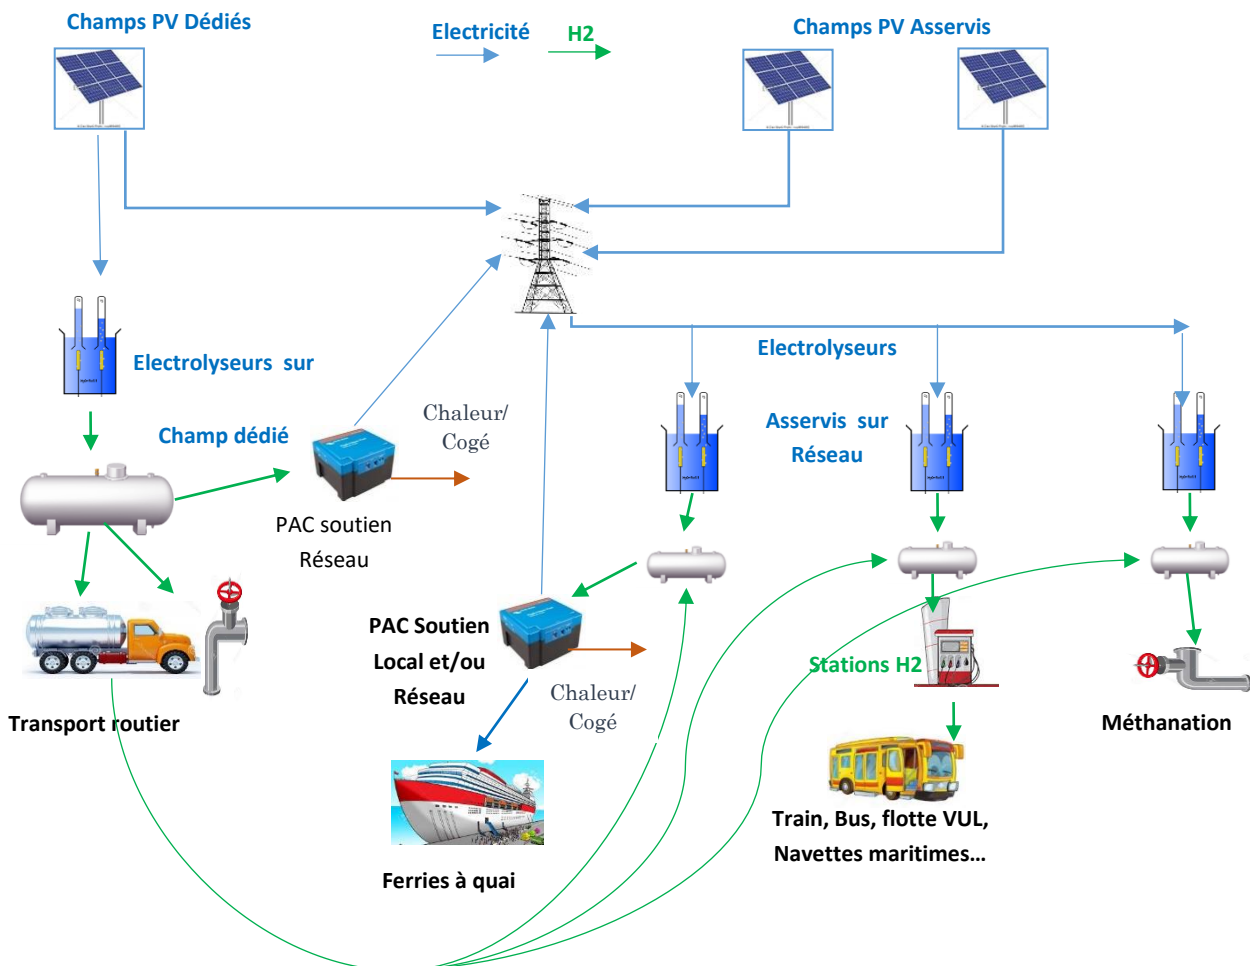 Champs PV Dédiés
Electricité
H2
Champs PV Asservis
Electrolyseurs sur
Champ dédié
Chaleur/
Cogé
PAC soutien
Réseau
Electrolyseurs
Asservis sur
Réseau
PAC Soutien
Local et/ou
Réseau
Chaleur/
Cogé
Stations H2
Transport routier
Méthanation
Ferries à quai
Train, Bus, flotte VUL,
Navettes maritimes…